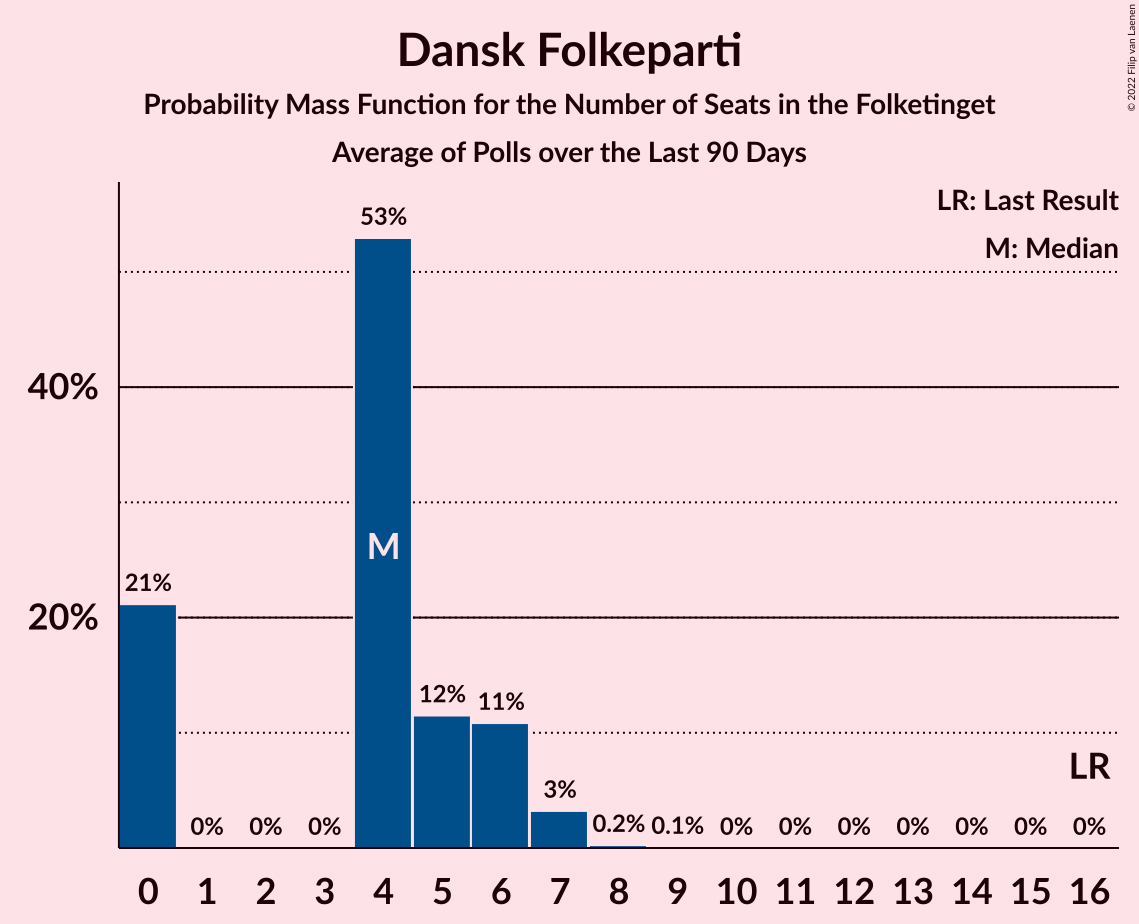 Dansk Folkeparti
Probability Mass Function for the Number of Seats in the Folketinget
Average of Polls over the Last 90 Days
© 2022 Filip van Laenen
LR: Last Result
M: Median
53%
40%
M
21%
20%
12%
11%
LR
3%
0% 0% 0% 0.2% 0.1% 0% 0% 0% 0% 0% 0% 0%
0 1 2 3 4 5 6 7 8 9 10 11 12 13 14 15 16